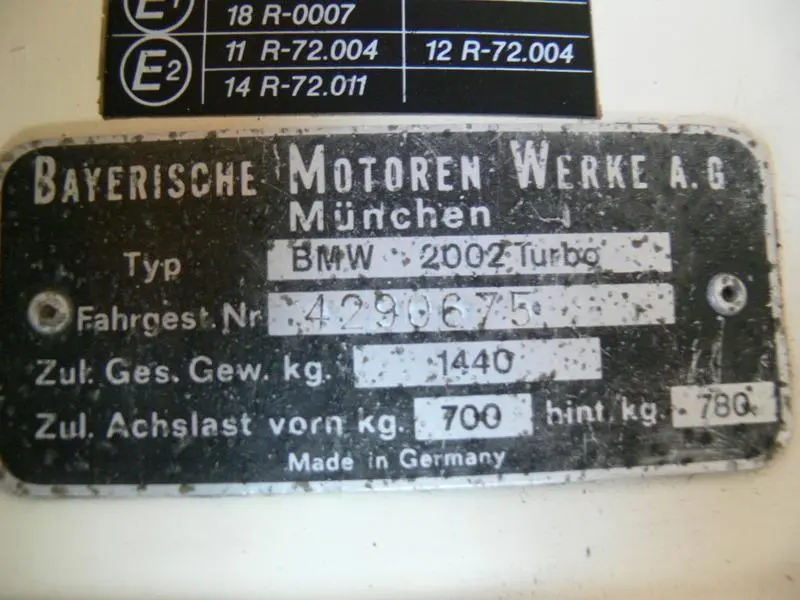 E1 18 R-0007
E2 11 R-72.004 12 R-72.004
14 R-72.011
BAYERISCHE MOTOREN WERKE A.G
München
Typ BMW 2002 Turbo
Fahrgest. Nr 4290675
Zul. Ges. Gew. kg. 1440
Zul. Achslast vorn kg. 700 hint. kg. 780
Made in Germany